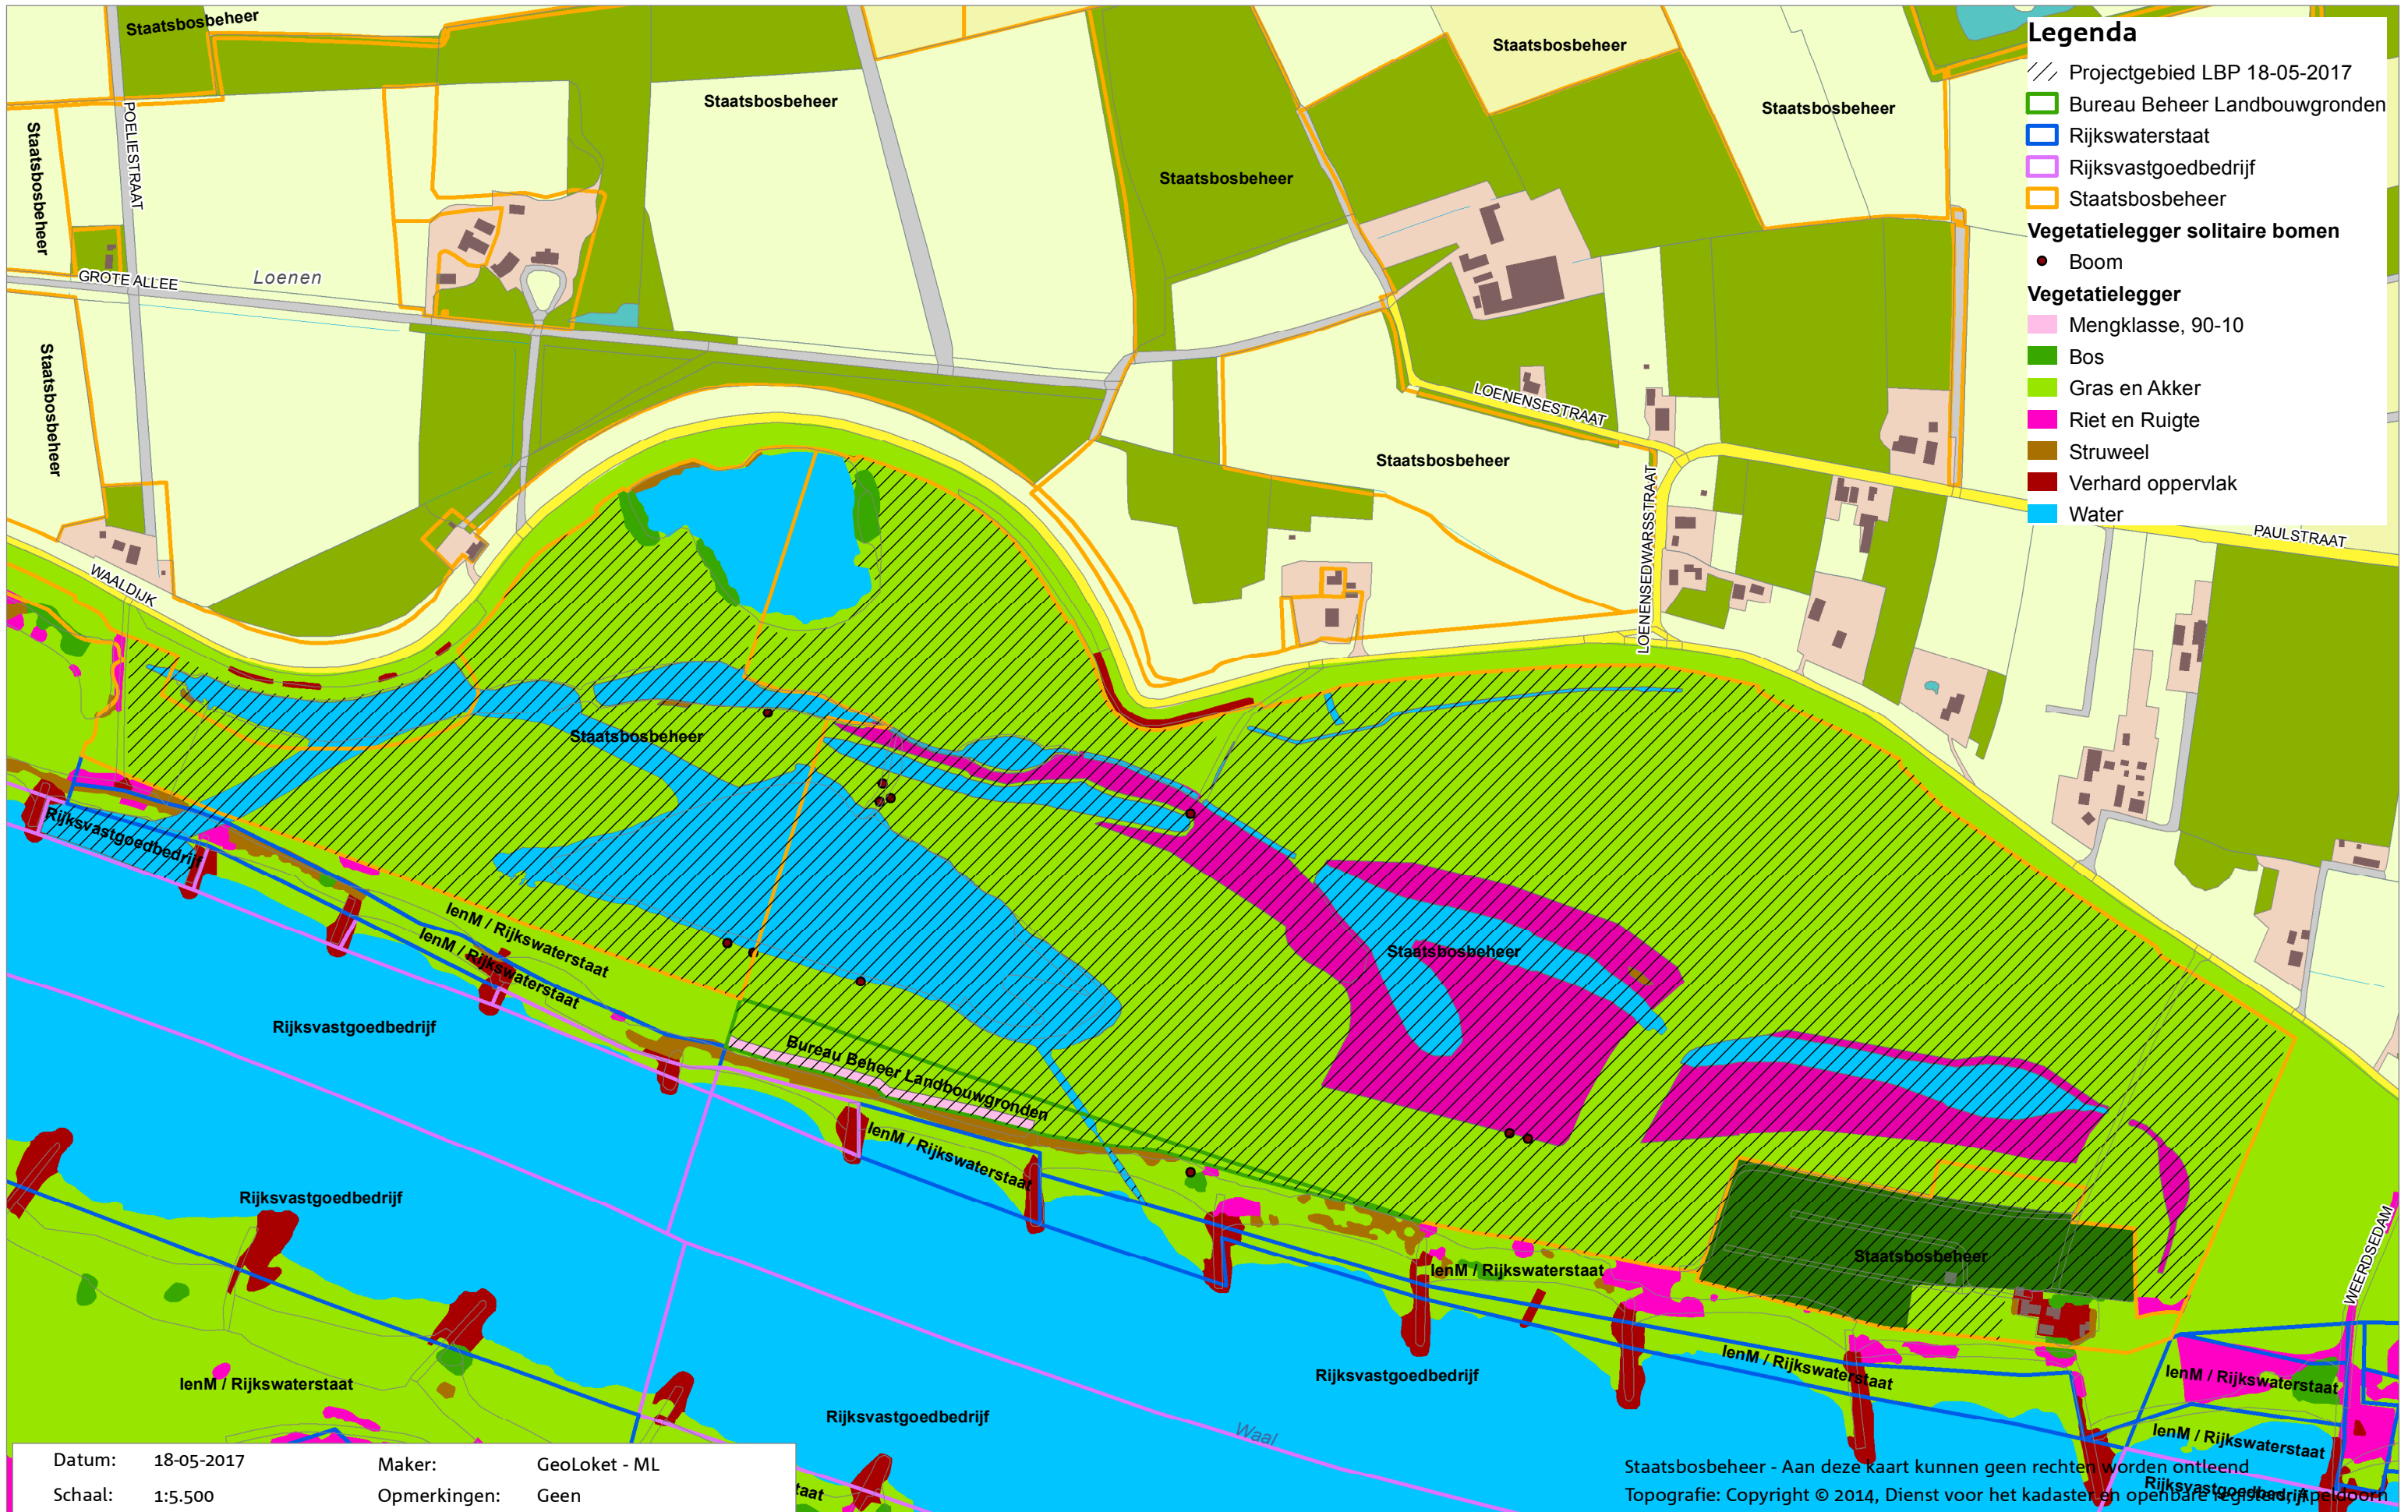 Staatsbosbeheer
Staatsbosbeheer
Staatsbosbeheer
Staatsbosbeheer
Staatsbosbeheer
Staatsbosbeheer
POELIESTRAAT
Staatsbosbeheer
GROTE ALLEE
Loenen
Staatsbosbeheer
LOENENSESTRAAT
Staatsbosbeheer
LOENENSEDWARSSTRAAT
PAULSTRAAT
WAALDIJK
Legenda
Projectgebied LBP 18-05-2017
Bureau Beheer Landbouwgronden
Rijkswaterstaat
Rijksvastgoedbedrijf
Staatsbosbeheer
Vegetatielegger solitaire bomen
Boom
Vegetatielegger
Mengklasse, 90-10
Bos
Gras en Akker
Riet en Ruigte
Struweel
Verhard oppervlak
Water
Staatsbosbeheer
Rijksvastgoedbedrijf
IenM / Rijkswaterstaat
IenM / Rijkswaterstaat
Staatsbosbeheer
Rijksvastgoedbedrijf
Bureau Beheer Landbouwgronden
IenM / Rijkswaterstaat
Rijksvastgoedbedrijf
Staatsbosbeheer
IenM / Rijkswaterstaat
WEERDSEDAM
Rijksvastgoedbedrijf
IenM / Rijkswaterstaat
IenM / Rijkswaterstaat
IenM / Rijkswaterstaat
Rijksvastgoedbedrijf
Waal
IenM / Rijkswaterstaat
Rijksvastgoedbedrijf
taat
Datum: 18-05-2017 Maker: GeoLoket - ML
Schaal: 1:5.500 Opmerkingen: Geen
Staatsbosbeheer - Aan deze kaart kunnen geen rechten worden ontleend
Topografie: Copyright © 2014, Dienst voor het kadaster en openbare registers, Apeldoorn